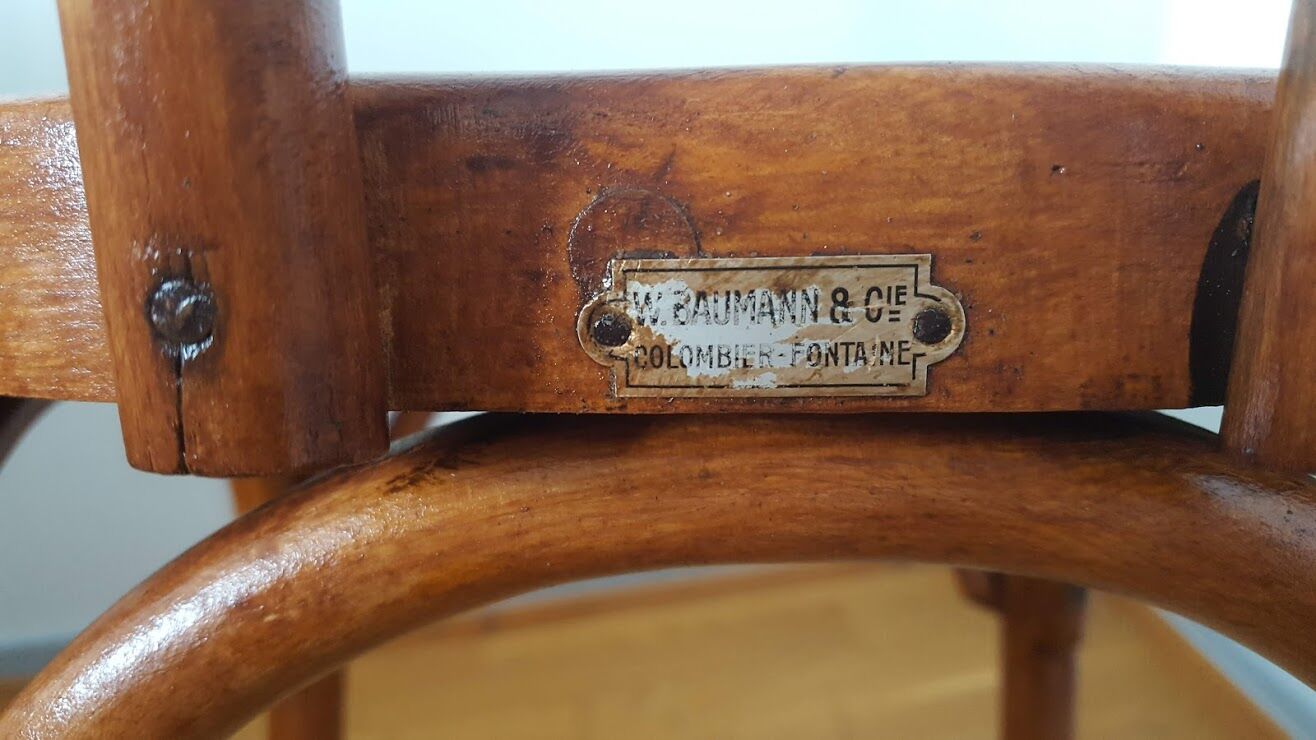 W. BAUMANN & CIE
COLOMBIER-FONTAINE